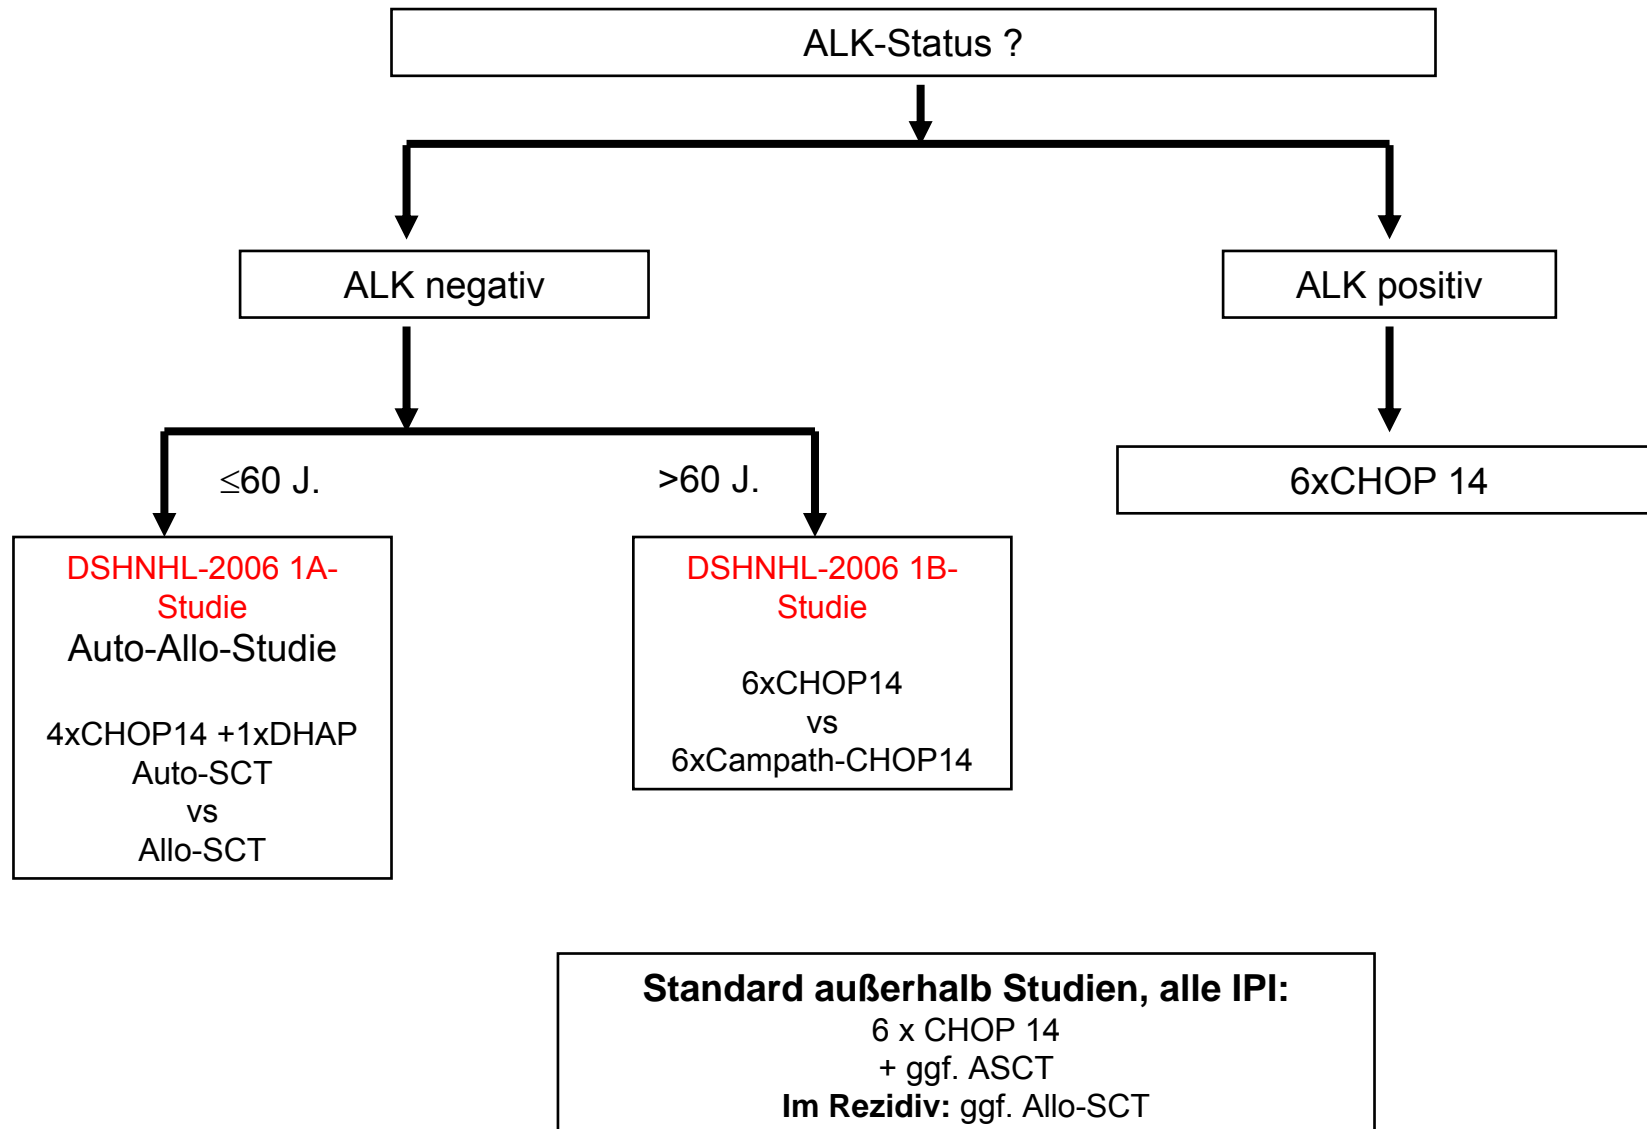 ALK-Status ?
ALK negativ
ALK positiv
≤60 J.
>60 J.
6xCHOP 14
DSHNHL-2006 1A-
Studie
Auto-Allo-Studie
4xCHOP14 +1xDHAP
Auto-SCT
vs
Allo-SCT
DSHNHL-2006 1B-
Studie
6xCHOP14
vs
6xCampath-CHOP14
Standard außerhalb Studien, alle IPI:
6 x CHOP 14
+ ggf. ASCT
Im Rezidiv: ggf. Allo-SCT